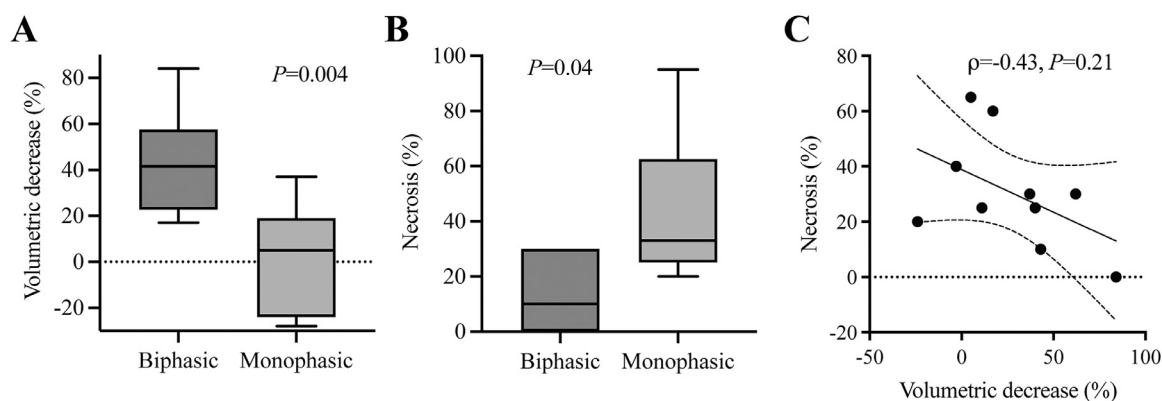 A
Volumetric decrease (%)
80
60
40
20
0
-20
P=0.004
Biphasic
Monophasic
B
Necrosis (%)
100
80
60
40
20
0
P=0.04
Biphasic
Monophasic
C
Necrosis (%)
80
60
40
20
0
-20
ρ=-0.43, P=0.21
-50
0
50
100
Volumetric decrease (%)